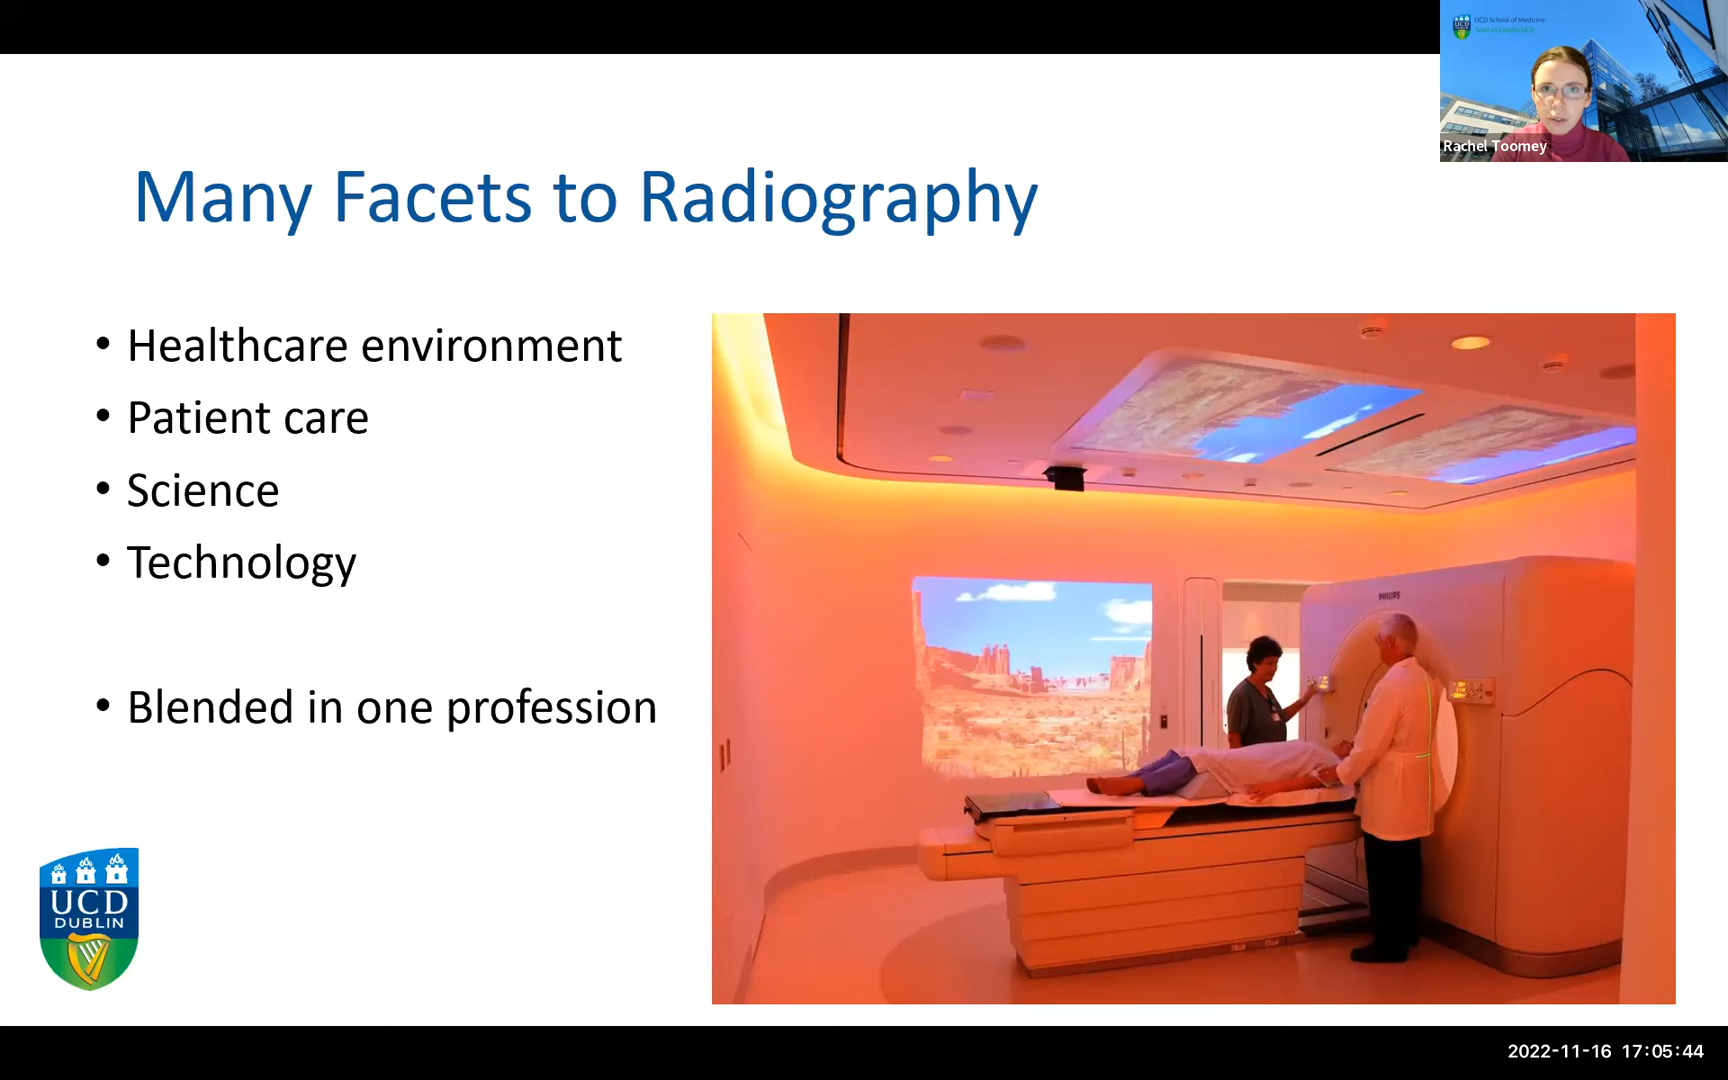 UCD School of Medicine
Rachel Toomey
Many Facets to Radiography
• Healthcare environment
• Patient care
• Science
• Technology
• Blended in one profession
PHILIPS
UCD
DUBLIN
2022-11-16 17:05:44